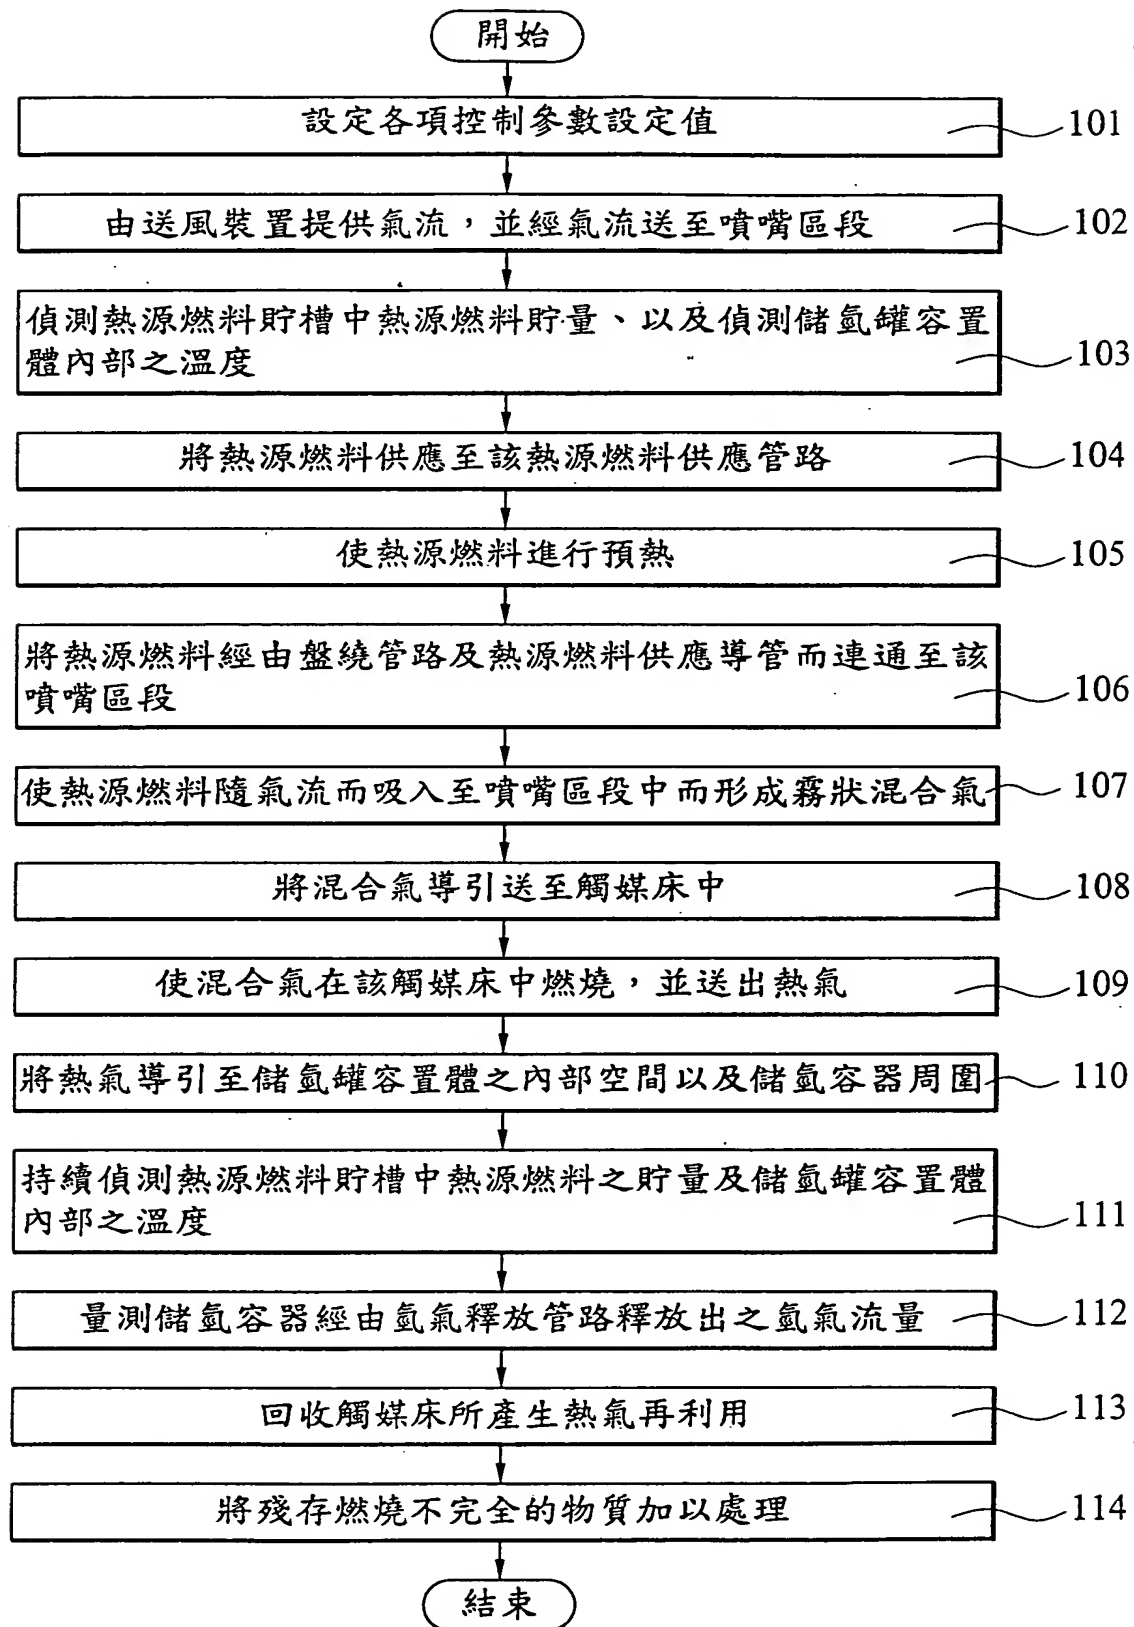 開始
設定各項控制參數設定值
101
由送風裝置提供氣流，並經氣流送至噴嘴區段
102
偵測熱源燃料貯槽中熱源燃料貯量、以及偵測儲氫罐容置
體內部之溫度
103
將熱源燃料供應至該熱源燃料供應管路
104
使熱源燃料進行預熱
105
將熱源燃料經由盤繞管路及熱源燃料供應導管而連通至該
噴嘴區段
106
使熱源燃料隨氣流而吸入至噴嘴區段中而形成霧狀混合氣
107
將混合氣導引送至觸媒床中
108
使混合氣在該觸媒床中燃燒，並送出熱氣
109
將熱氣導引至儲氫罐容置體之內部空間以及儲氫容器周圍
110
持續偵測熱源燃料貯槽中熱源燃料之貯量及儲氫罐容置體
內部之溫度
111
量測儲氫容器經由氫氣釋放管路釋放出之氫氣流量
112
回收觸媒床所產生熱氣再利用
113
將殘存燃燒不完全的物質加以處理
114
結束